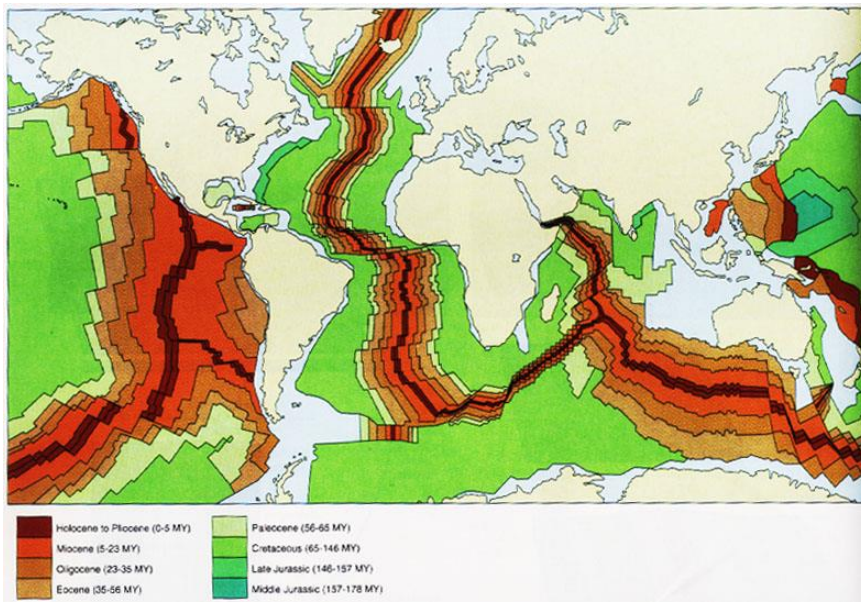 Holocene to Pliocene (0-5 MY)
Miocene (5-23 MY)
Oligocene (23-35 MY)
Eocene (35-56 MY)
Paleocene (56-65 MY)
Cretaceous (65-146 MY)
Late Jurassic (146-157 MY)
Middle Jurassic (157-178 MY)